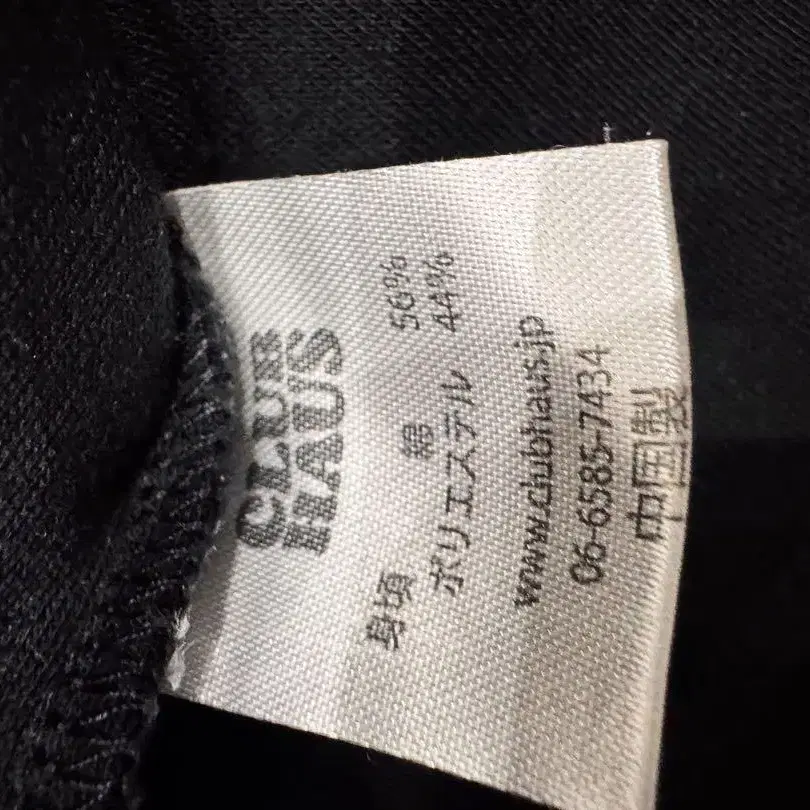 CLUB
HAUS
身頃 綿 56%
ポリエステル 44%
www.clubhaus.jp
06-6585-7434
中国製